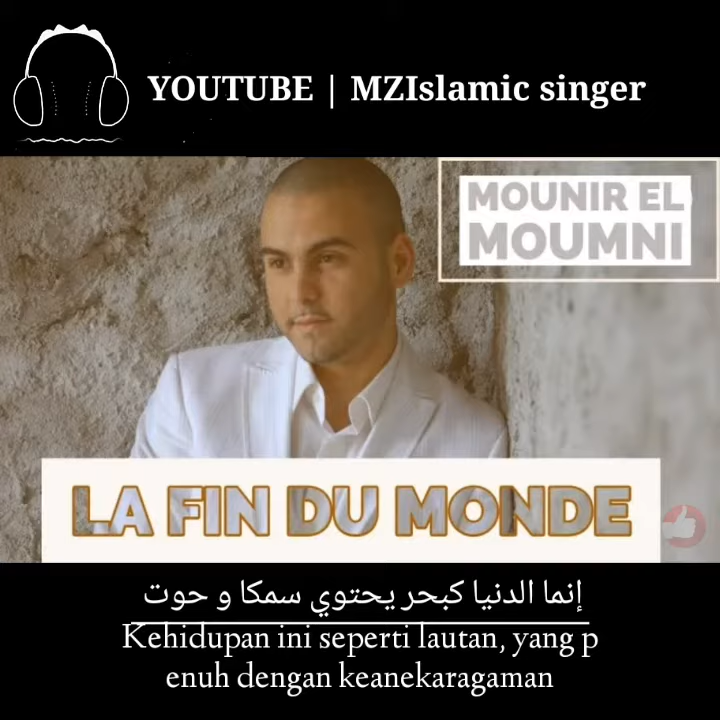 YOUTUBE | MZIslamic singer
MOUNIR EL
MOUMNI
LA FIN DU MONDE
إنما الدنيا كبحر يحتوي سمكا و حوت
Kehidupan ini seperti lautan, yang p
enuh dengan keanekaragaman